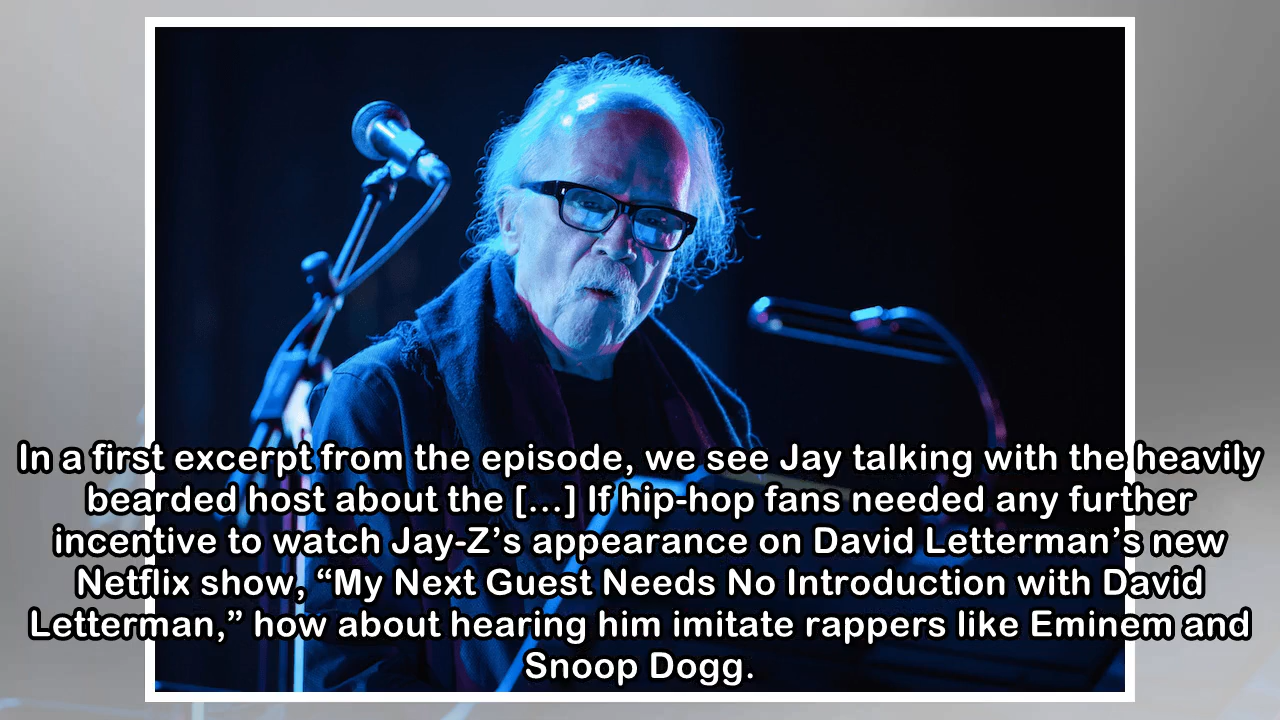 In a first excerpt from the episode, we see Jay talking with the heavily
bearded host about the [...] If hip-hop fans needed any further
incentive to watch Jay-Z’s appearance on David Letterman’s new
Netflix show, “My Next Guest Needs No Introduction with David
Letterman,” how about hearing him imitate rappers like Eminem and
Snoop Dogg.